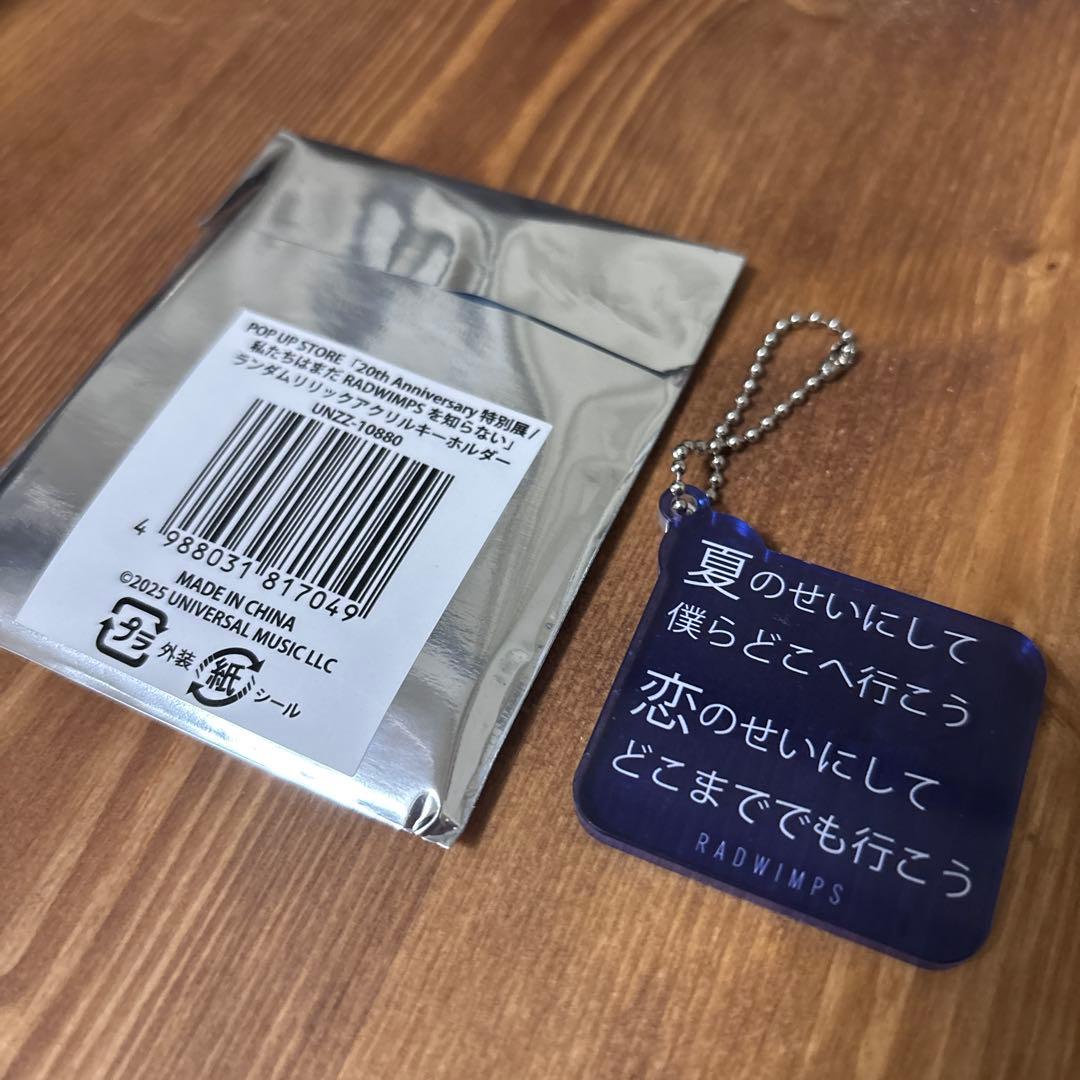 POP UP STORE「20th Anniversary 特別展/
私たちはまだ RADWIMPS を知らない」
ランダムリリックアクリルキーホルダー
UNZZ-10880
4 988031 817049
MADE IN CHINA
©2025 UNIVERSAL MUSIC LLC
プラ 外装 紙 シール
夏のせいにして
僕らどこへ行こう
恋のせいにして
どこまででも行こう
RADWIMPS